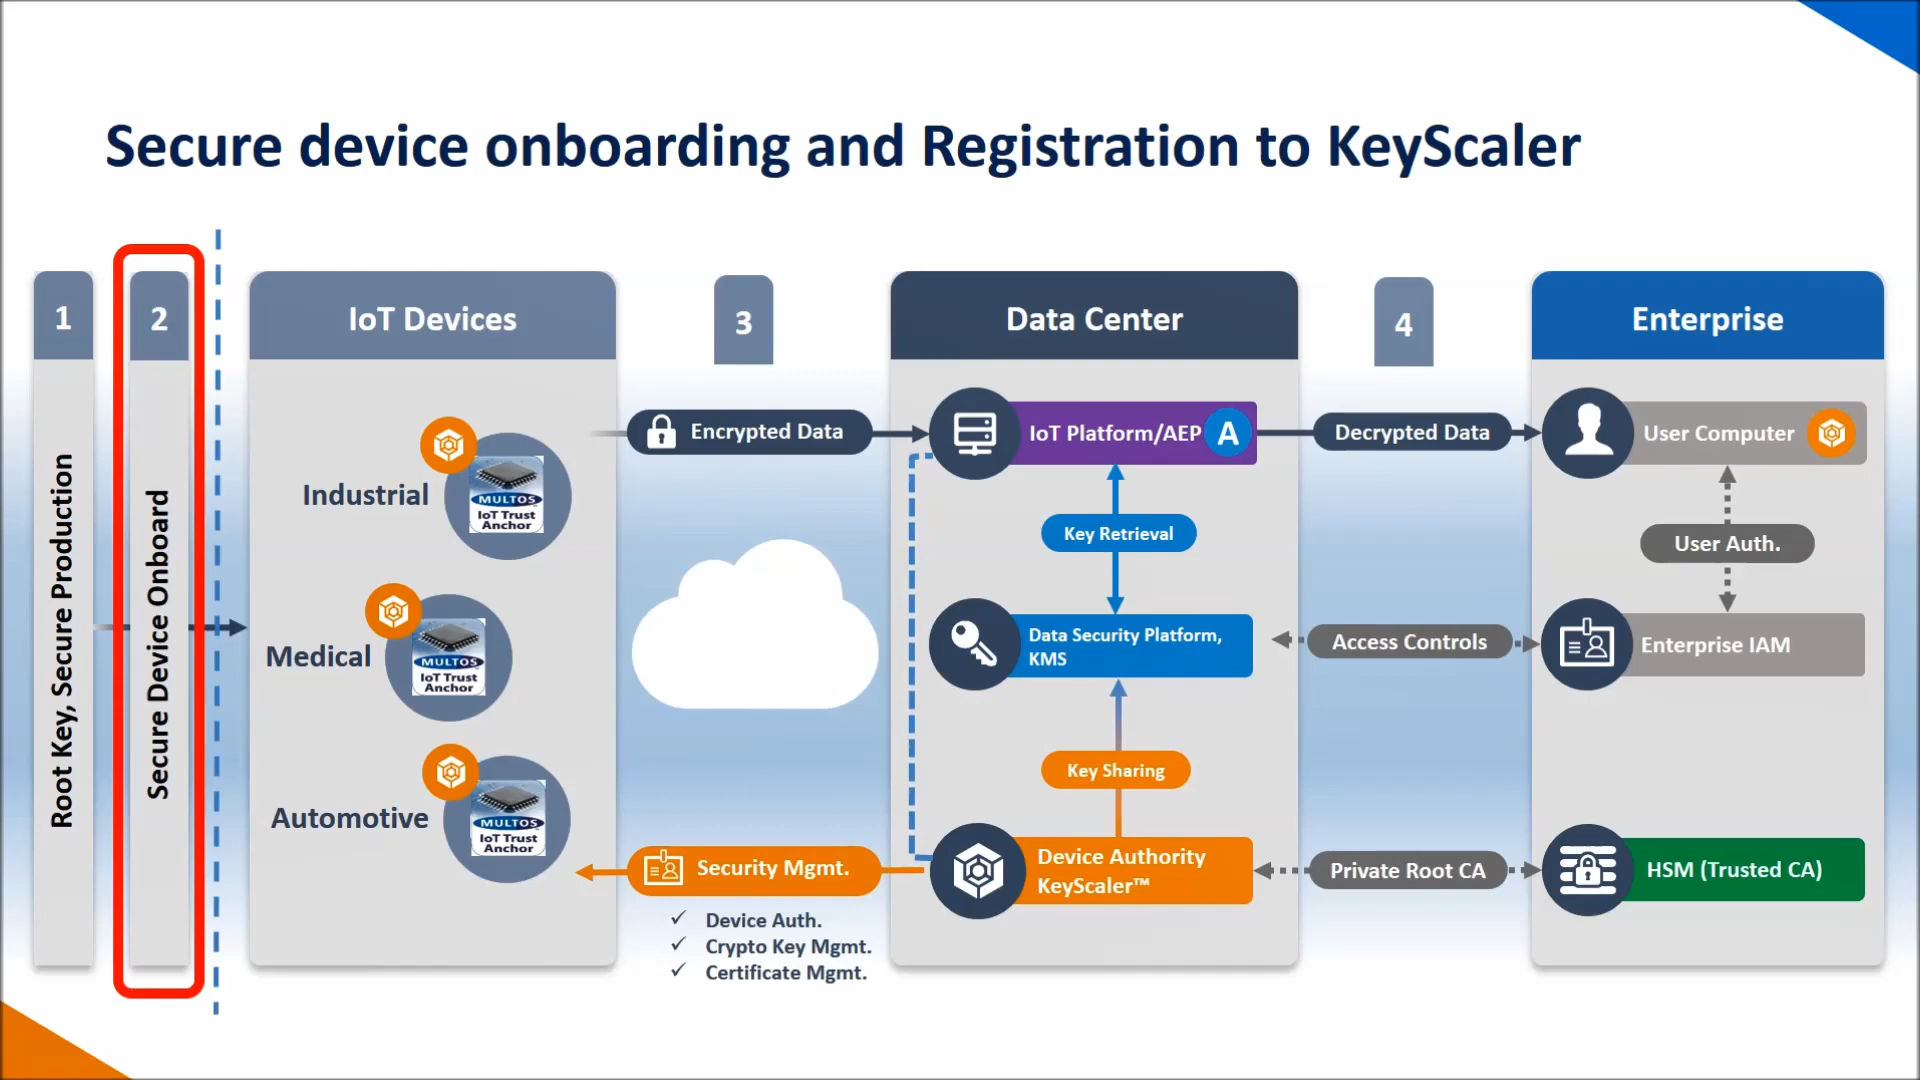 Secure device onboarding and Registration to KeyScaler
1
Root Key, Secure Production
2
Secure Device Onboard
IoT Devices
Industrial
MULTOS
IoT Trust
Anchor
Medical
MULTOS
IoT Trust
Anchor
Automotive
MULTOS
IoT Trust
Anchor
3
Encrypted Data
Security Mgmt.
✓ Device Auth.
✓ Crypto Key Mgmt.
✓ Certificate Mgmt.
Data Center
IoT Platform/AEP A
Key Retrieval
Data Security Platform,
KMS
Key Sharing
Device Authority
KeyScaler™
4
Decrypted Data
Access Controls
Private Root CA
Enterprise
User Computer
User Auth.
Enterprise IAM
HSM (Trusted CA)